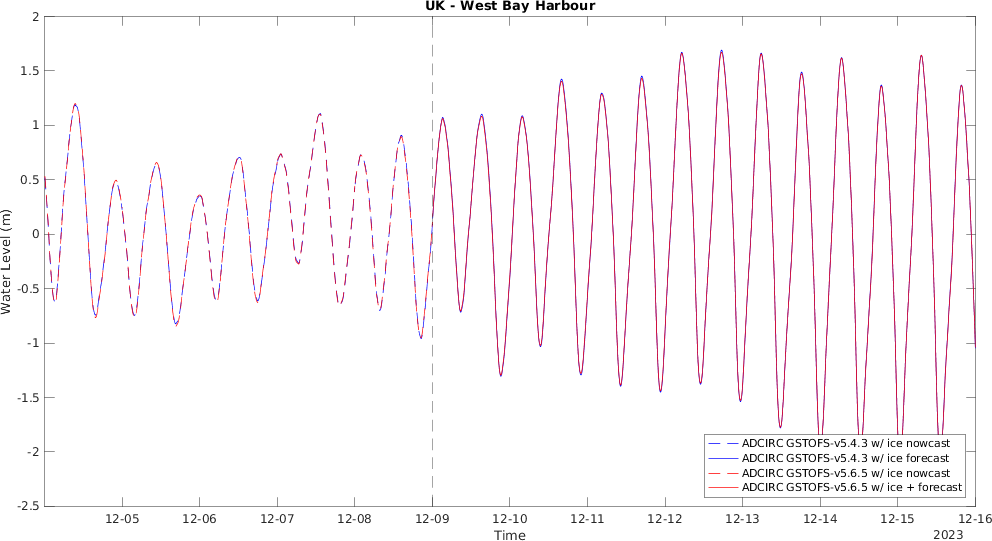 UK - West Bay Harbour
2
1.5
1
0.5
0
-0.5
-1
-1.5
-2
-2.5
Water Level (m)
ADCIRC GSTOFS-v5.4.3 w/ ice nowcast
ADCIRC GSTOFS-v5.4.3 w/ ice forecast
ADCIRC GSTOFS-v5.6.5 w/ ice nowcast
ADCIRC GSTOFS-v5.6.5 w/ ice + forecast
12-05 12-06 12-07 12-08 12-09 12-10 12-11 12-12 12-13 12-14 12-15 12-16
Time
2023